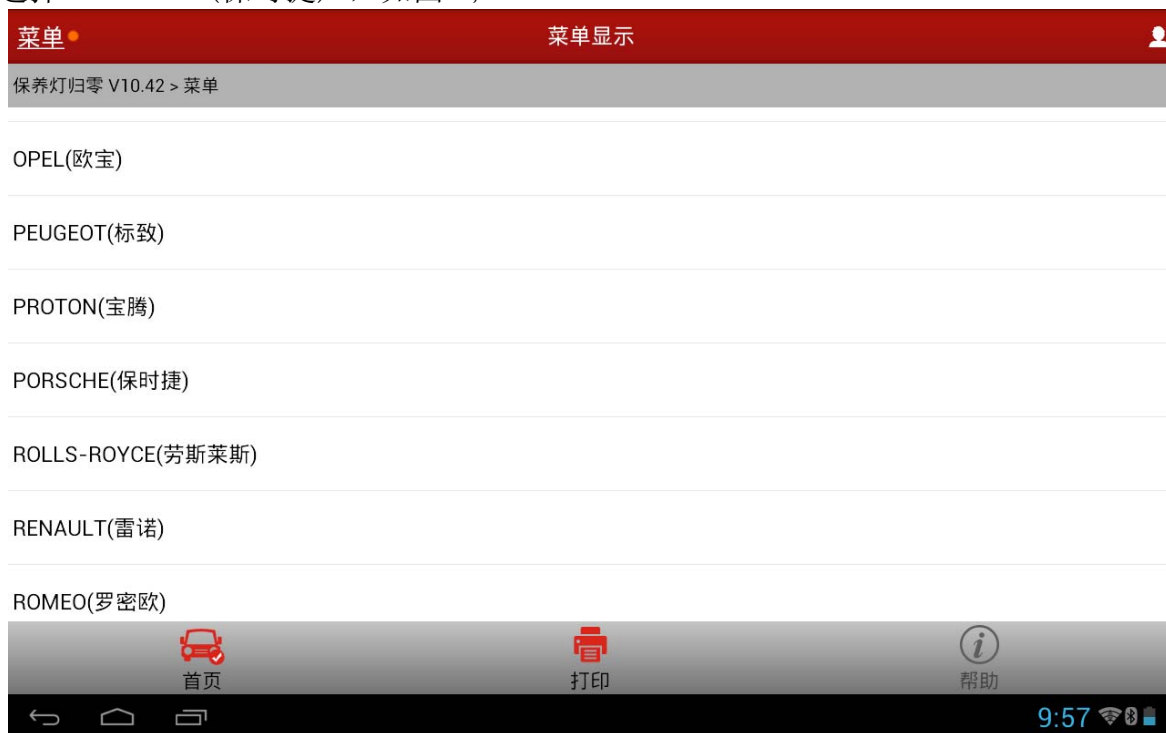 菜单
菜单显示
保养灯归零 V10.42 > 菜单
OPEL(欧宝)
PEUGEOT(标致)
PROTON(宝腾)
PORSCHE(保时捷)
ROLLS-ROYCE(劳斯莱斯)
RENAULT(雷诺)
ROMEO(罗密欧)
首页
打印
帮助
9:57